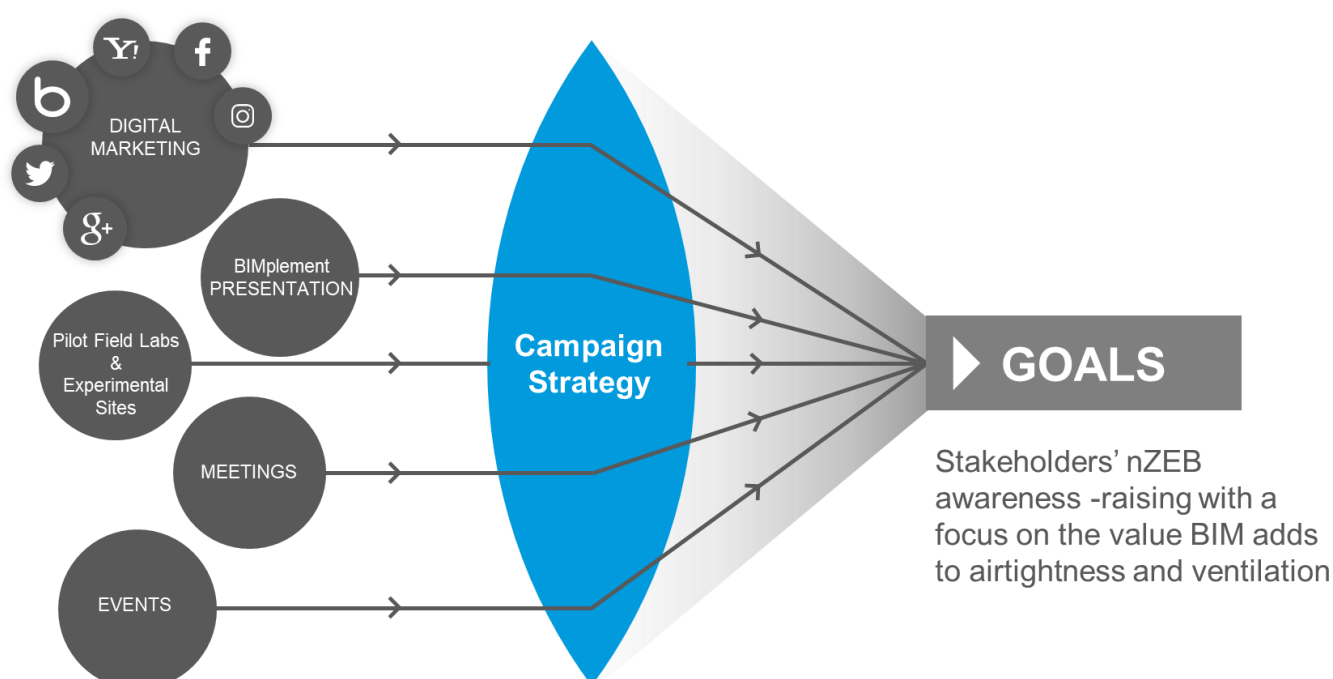 Y!
f
b
g+
DIGITAL
MARKETING
BIMplement
PRESENTATION
Pilot Field Labs
&
Experimental
Sites
MEETINGS
EVENTS
Campaign
Strategy
GOALS
Stakeholders’ nZEB
awareness -raising with a
focus on the value BIM adds
to airtightness and ventilation